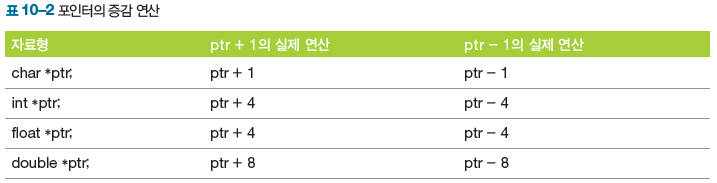 표 10-2 포인터의 증감 연산
자료형 ptr + 1의 실제 연산 ptr - 1의 실제 연산
char *ptr; ptr + 1 ptr - 1
int *ptr; ptr + 4 ptr - 4
float *ptr; ptr + 4 ptr - 4
double *ptr; ptr + 8 ptr - 8